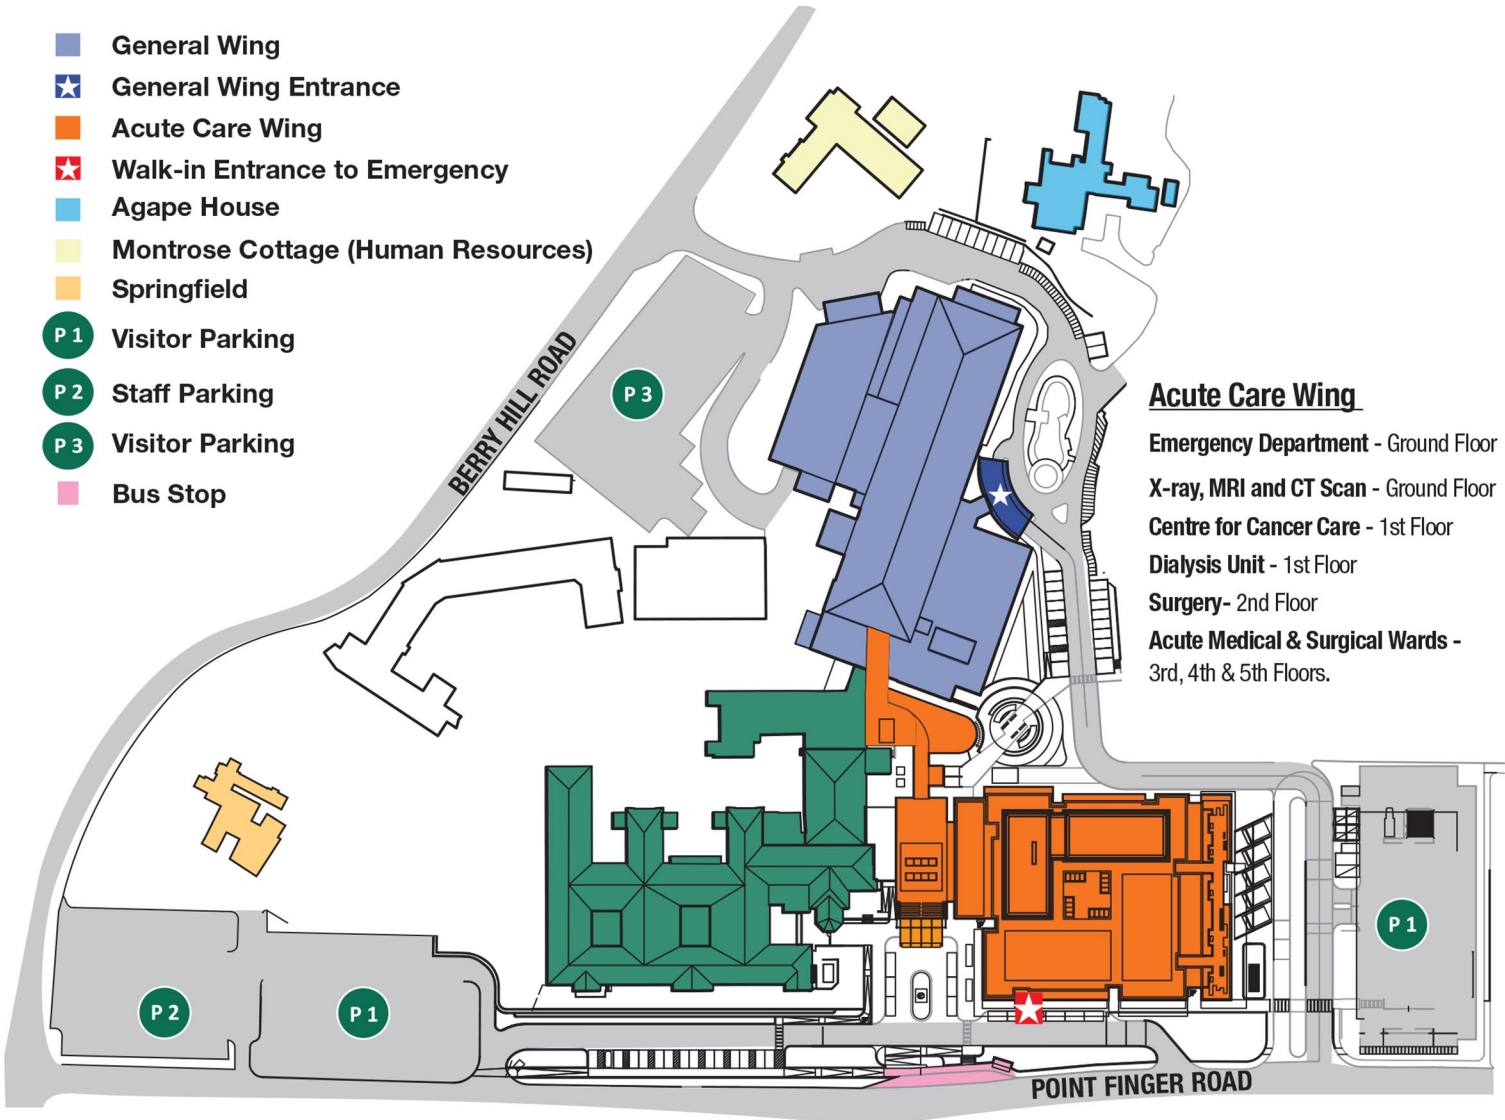 General Wing
General Wing Entrance
Acute Care Wing
Walk-in Entrance to Emergency
Agape House
Montrose Cottage (Human Resources)
Springfield
P 1 Visitor Parking
P 2 Staff Parking
P 3 Visitor Parking
Bus Stop
BERRY HILL ROAD
P 3
Acute Care Wing
Emergency Department - Ground Floor
X-ray, MRI and CT Scan - Ground Floor
Centre for Cancer Care - 1st Floor
Dialysis Unit - 1st Floor
Surgery- 2nd Floor
Acute Medical & Surgical Wards -
3rd, 4th & 5th Floors.
P 1
P 2
P 1
POINT FINGER ROAD